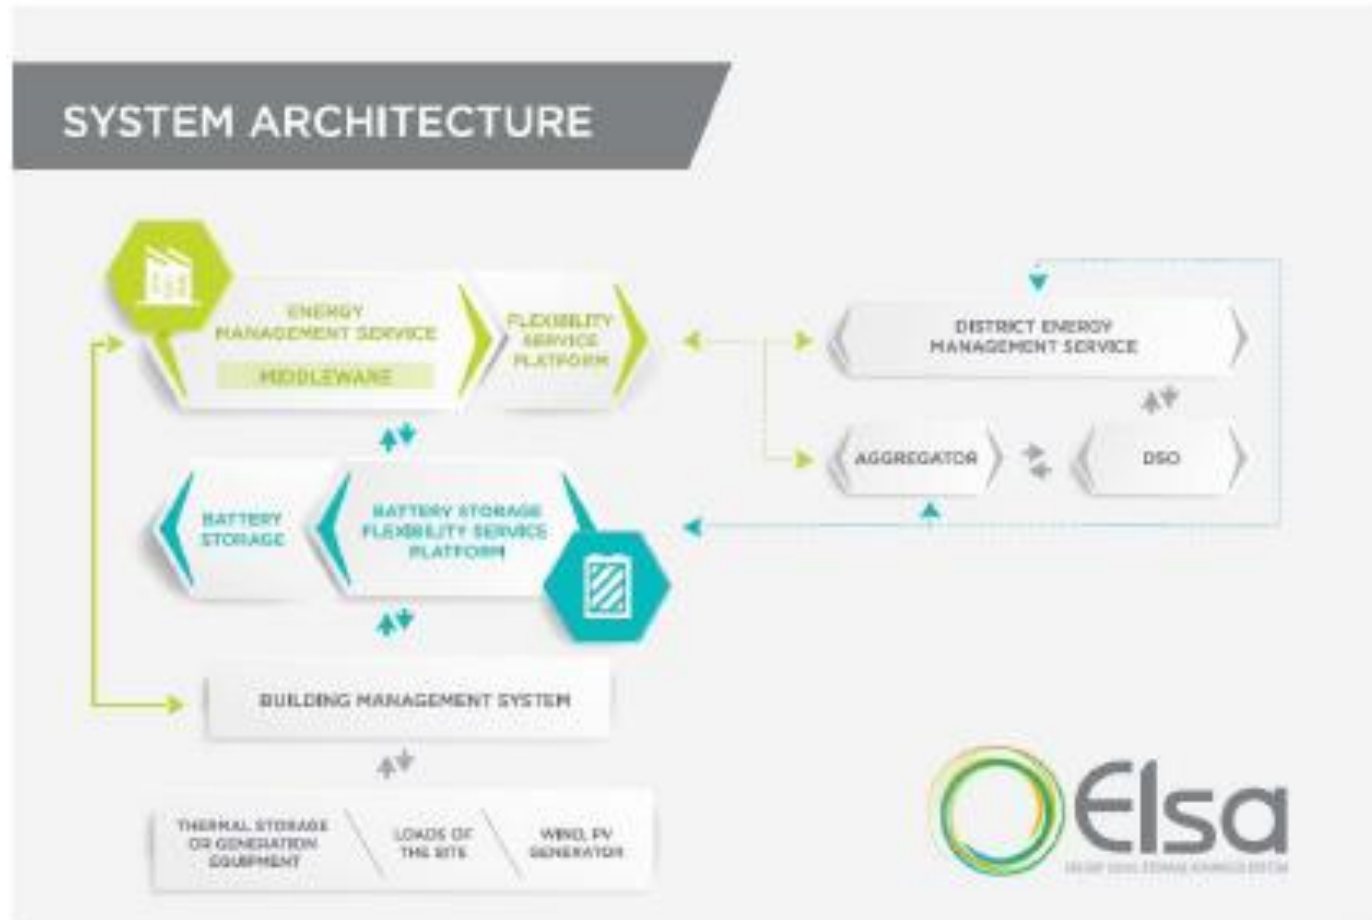 SYSTEM ARCHITECTURE
ENERGY
MANAGEMENT SERVICE
MIDDLEWARE
FLEXIBILITY
SERVICE
PLATFORM
DISTRICT ENERGY
MANAGEMENT SERVICE
AGGREGATOR
DSO
BATTERY
STORAGE
BATTERY STORAGE
FLEXIBILITY SERVICE
PLATFORM
BUILDING MANAGEMENT SYSTEM
THERMAL STORAGE
OR GENERATION
EQUIPMENT
LOADS OF
THE SITE
WIND, PV
GENERATOR
Elsa